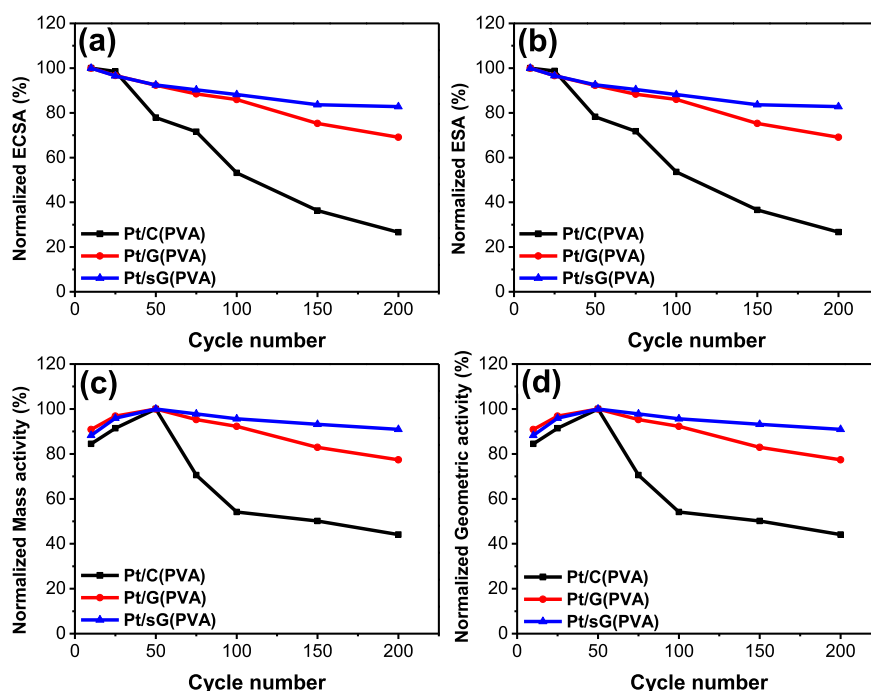 (a)
Normalized ECSA (%)
120
100
80
60
40
20
0
Pt/C(PVA)
Pt/G(PVA)
Pt/sG(PVA)
0 50 100 150 200
Cycle number
(b)
Normalized ESA (%)
120
100
80
60
40
20
0
Pt/C(PVA)
Pt/G(PVA)
Pt/sG(PVA)
0 50 100 150 200
Cycle number
(c)
Normalized Mass activity (%)
120
100
80
60
40
20
0
Pt/C(PVA)
Pt/G(PVA)
Pt/sG(PVA)
0 50 100 150 200
Cycle number
(d)
Normalized Geometric activity (%)
120
100
80
60
40
20
0
Pt/C(PVA)
Pt/G(PVA)
Pt/sG(PVA)
0 50 100 150 200
Cycle number